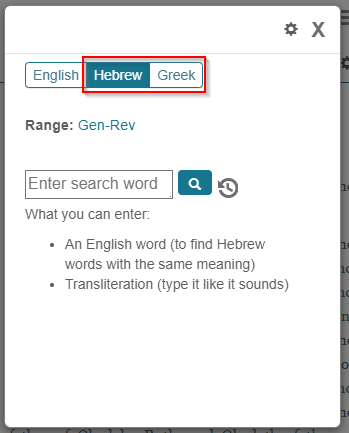 X
English Hebrew Greek
Range: Gen-Rev
Enter search word
What you can enter:
• An English word (to find Hebrew
words with the same meaning)
• Transliteration (type it like it sounds)